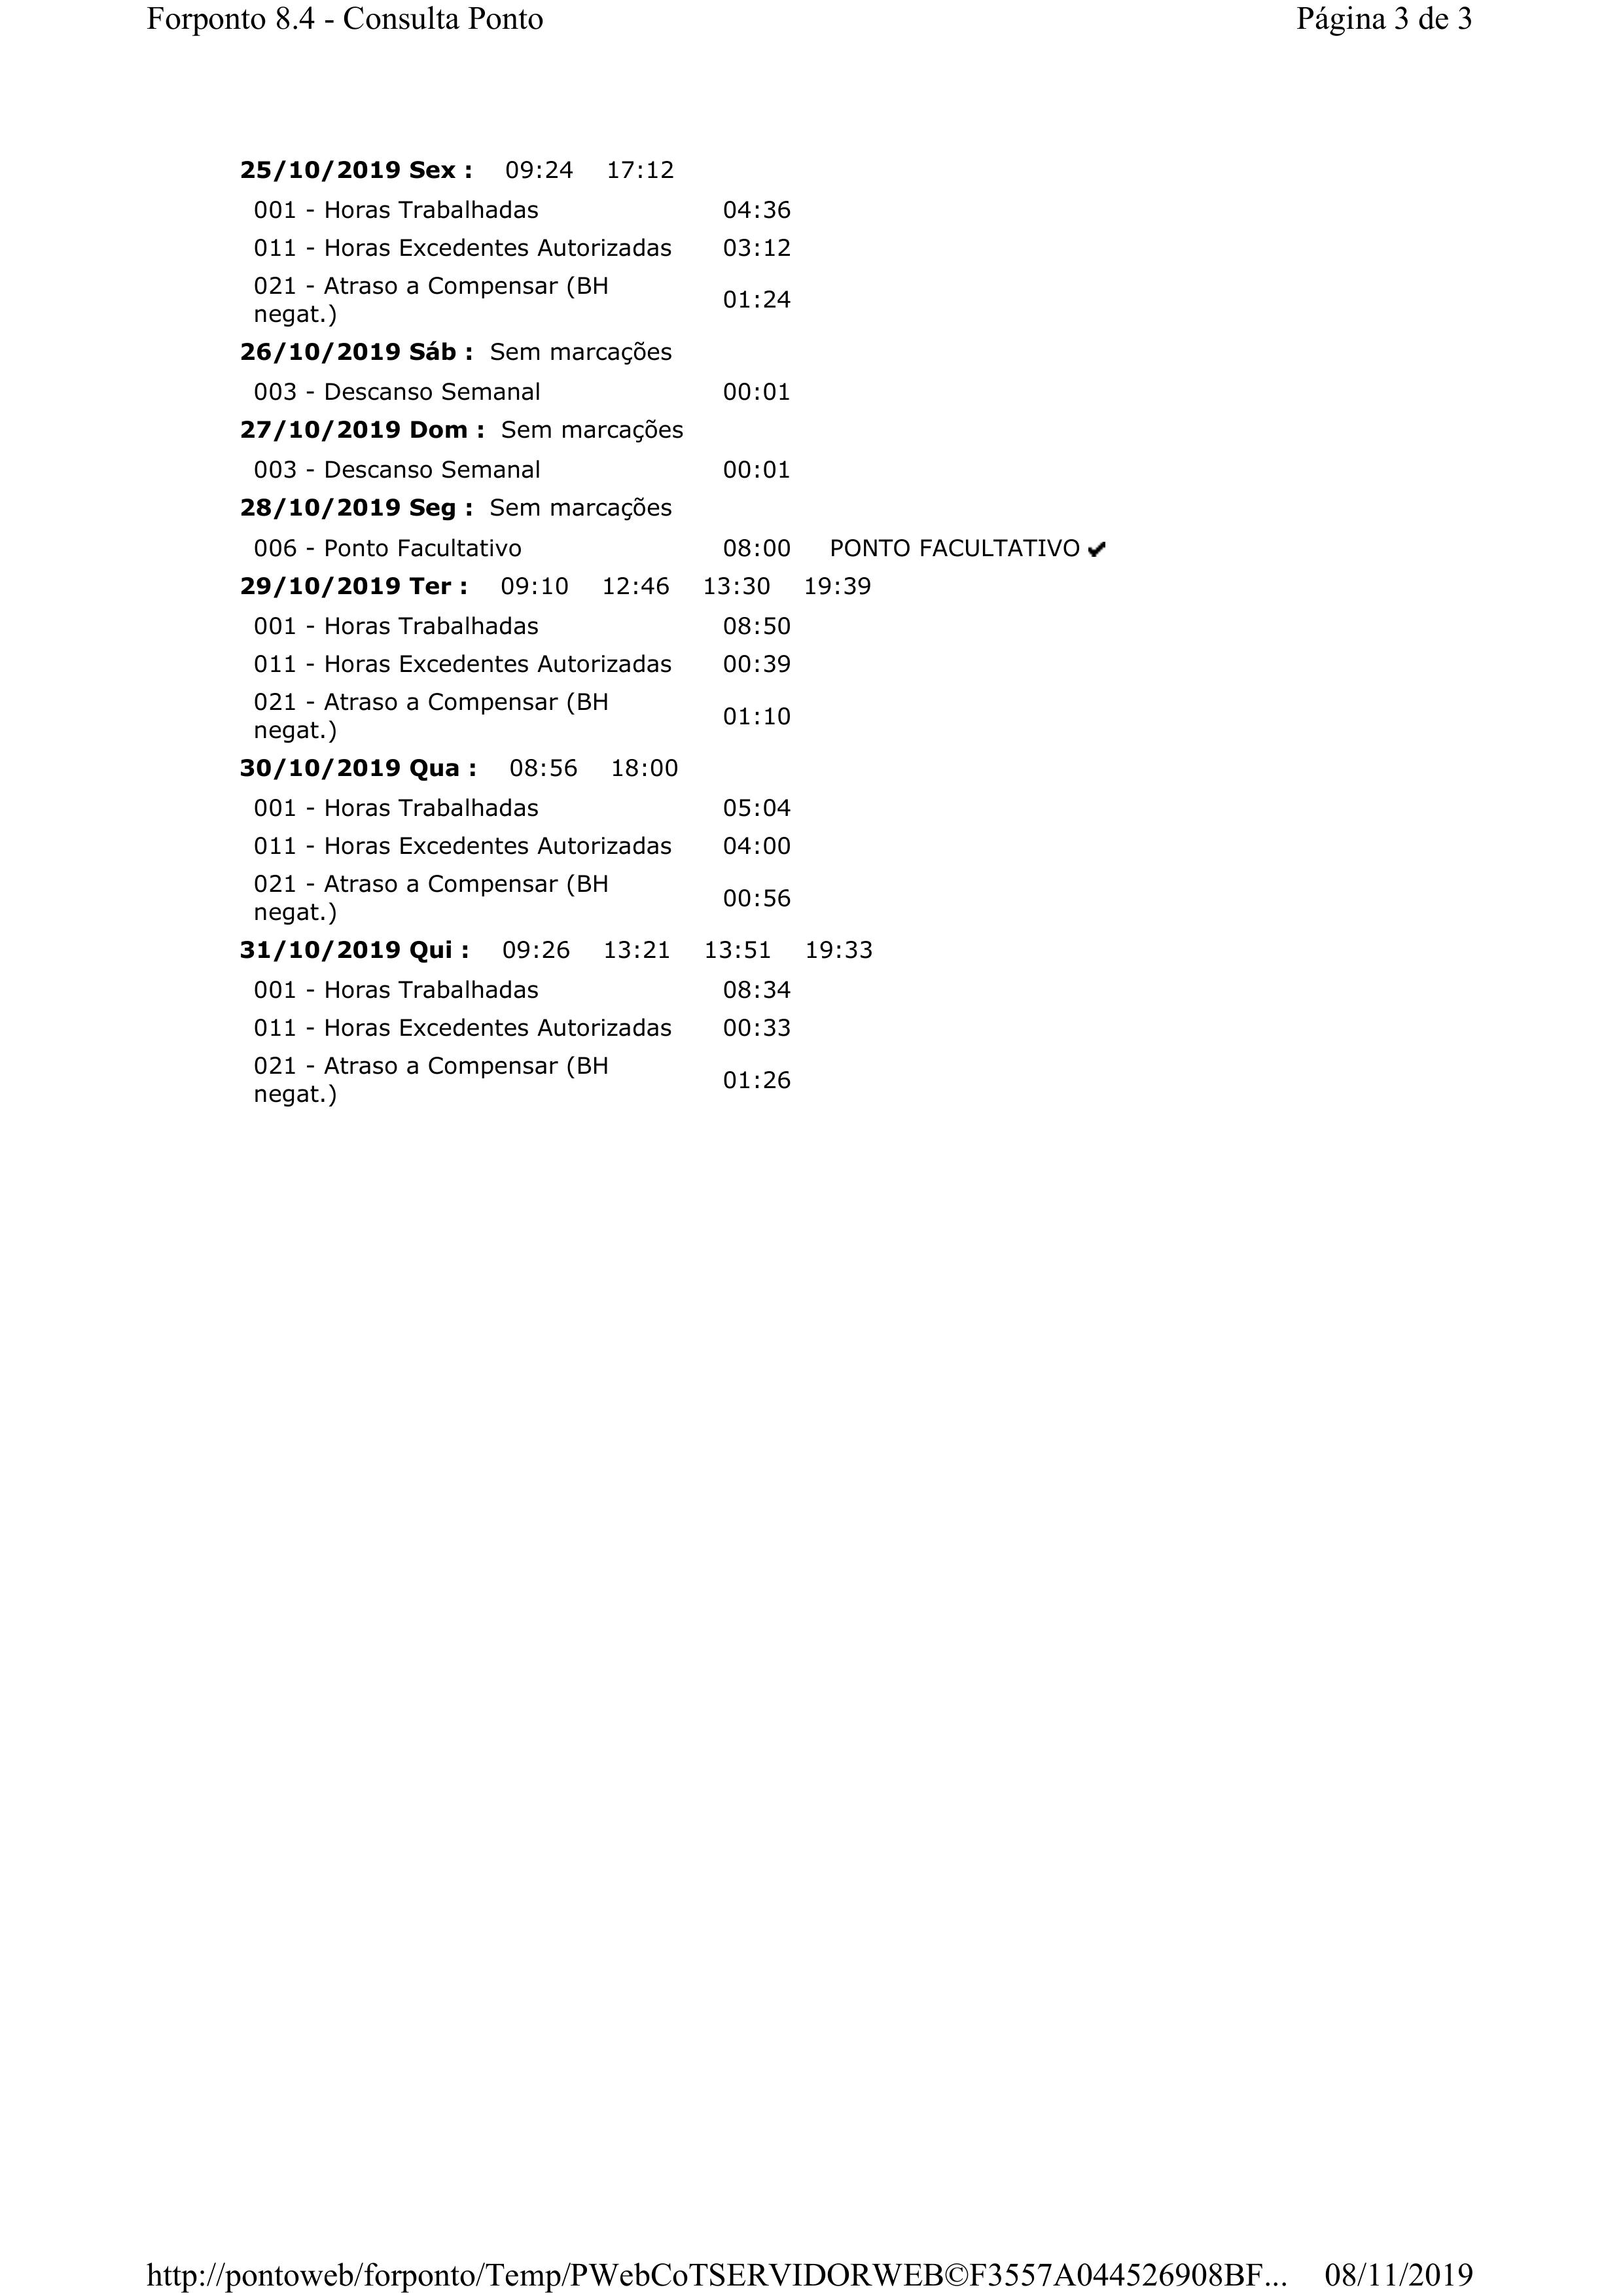 Forponto 8.4 - Consulta Ponto Página 3 de 3
25/10/2019 Sex : 09:24 17:12
001 - Horas Trabalhadas 04:36
011 - Horas Excedentes Autorizadas 03:12
021 - Atraso a Compensar (BH
negat.) 01:24
26/10/2019 Sáb : Sem marcações
003 - Descanso Semanal 00:01
27/10/2019 Dom : Sem marcações
003 - Descanso Semanal 00:01
28/10/2019 Seg : Sem marcações
006 - Ponto Facultativo 08:00 PONTO FACULTATIVO ✔
29/10/2019 Ter : 09:10 12:46 13:30 19:39
001 - Horas Trabalhadas 08:50
011 - Horas Excedentes Autorizadas 00:39
021 - Atraso a Compensar (BH
negat.) 01:10
30/10/2019 Qua : 08:56 18:00
001 - Horas Trabalhadas 05:04
011 - Horas Excedentes Autorizadas 04:00
021 - Atraso a Compensar (BH
negat.) 00:56
31/10/2019 Qui : 09:26 13:21 13:51 19:33
001 - Horas Trabalhadas 08:34
011 - Horas Excedentes Autorizadas 00:33
021 - Atraso a Compensar (BH
negat.) 01:26
http://pontoweb/forponto/Temp/PWebCoTSERVIDORWEB©F3557A044526908BF... 08/11/2019